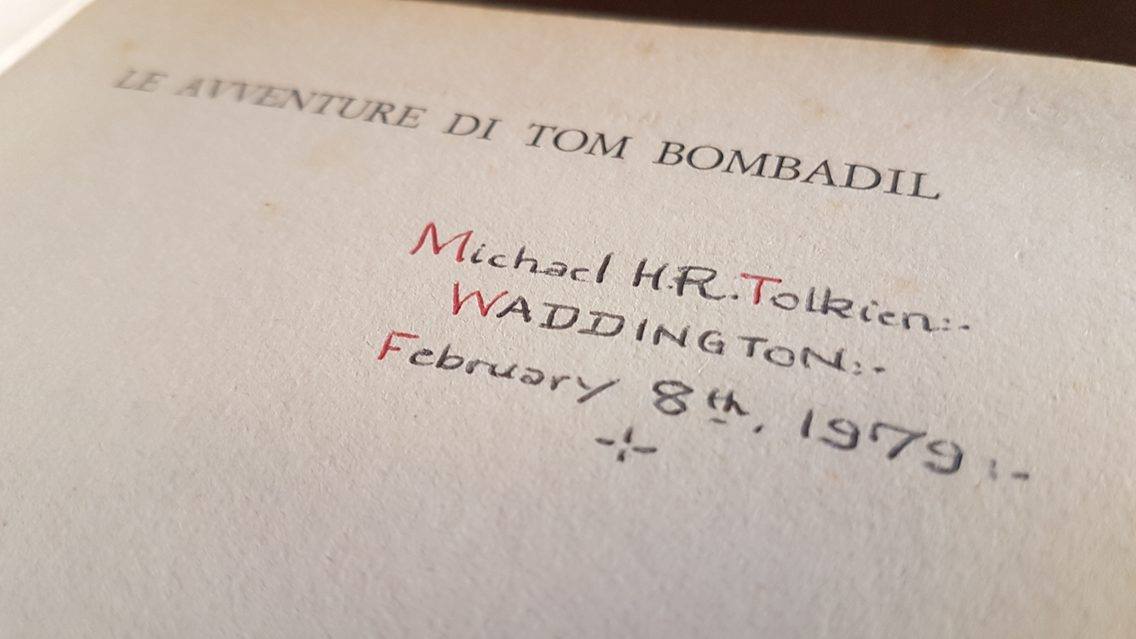 LE AVVENTURE DI TOM BOMBADIL
Michael H.R. Tolkien:-
WADDINGTON:-
February 8th, 1979:-